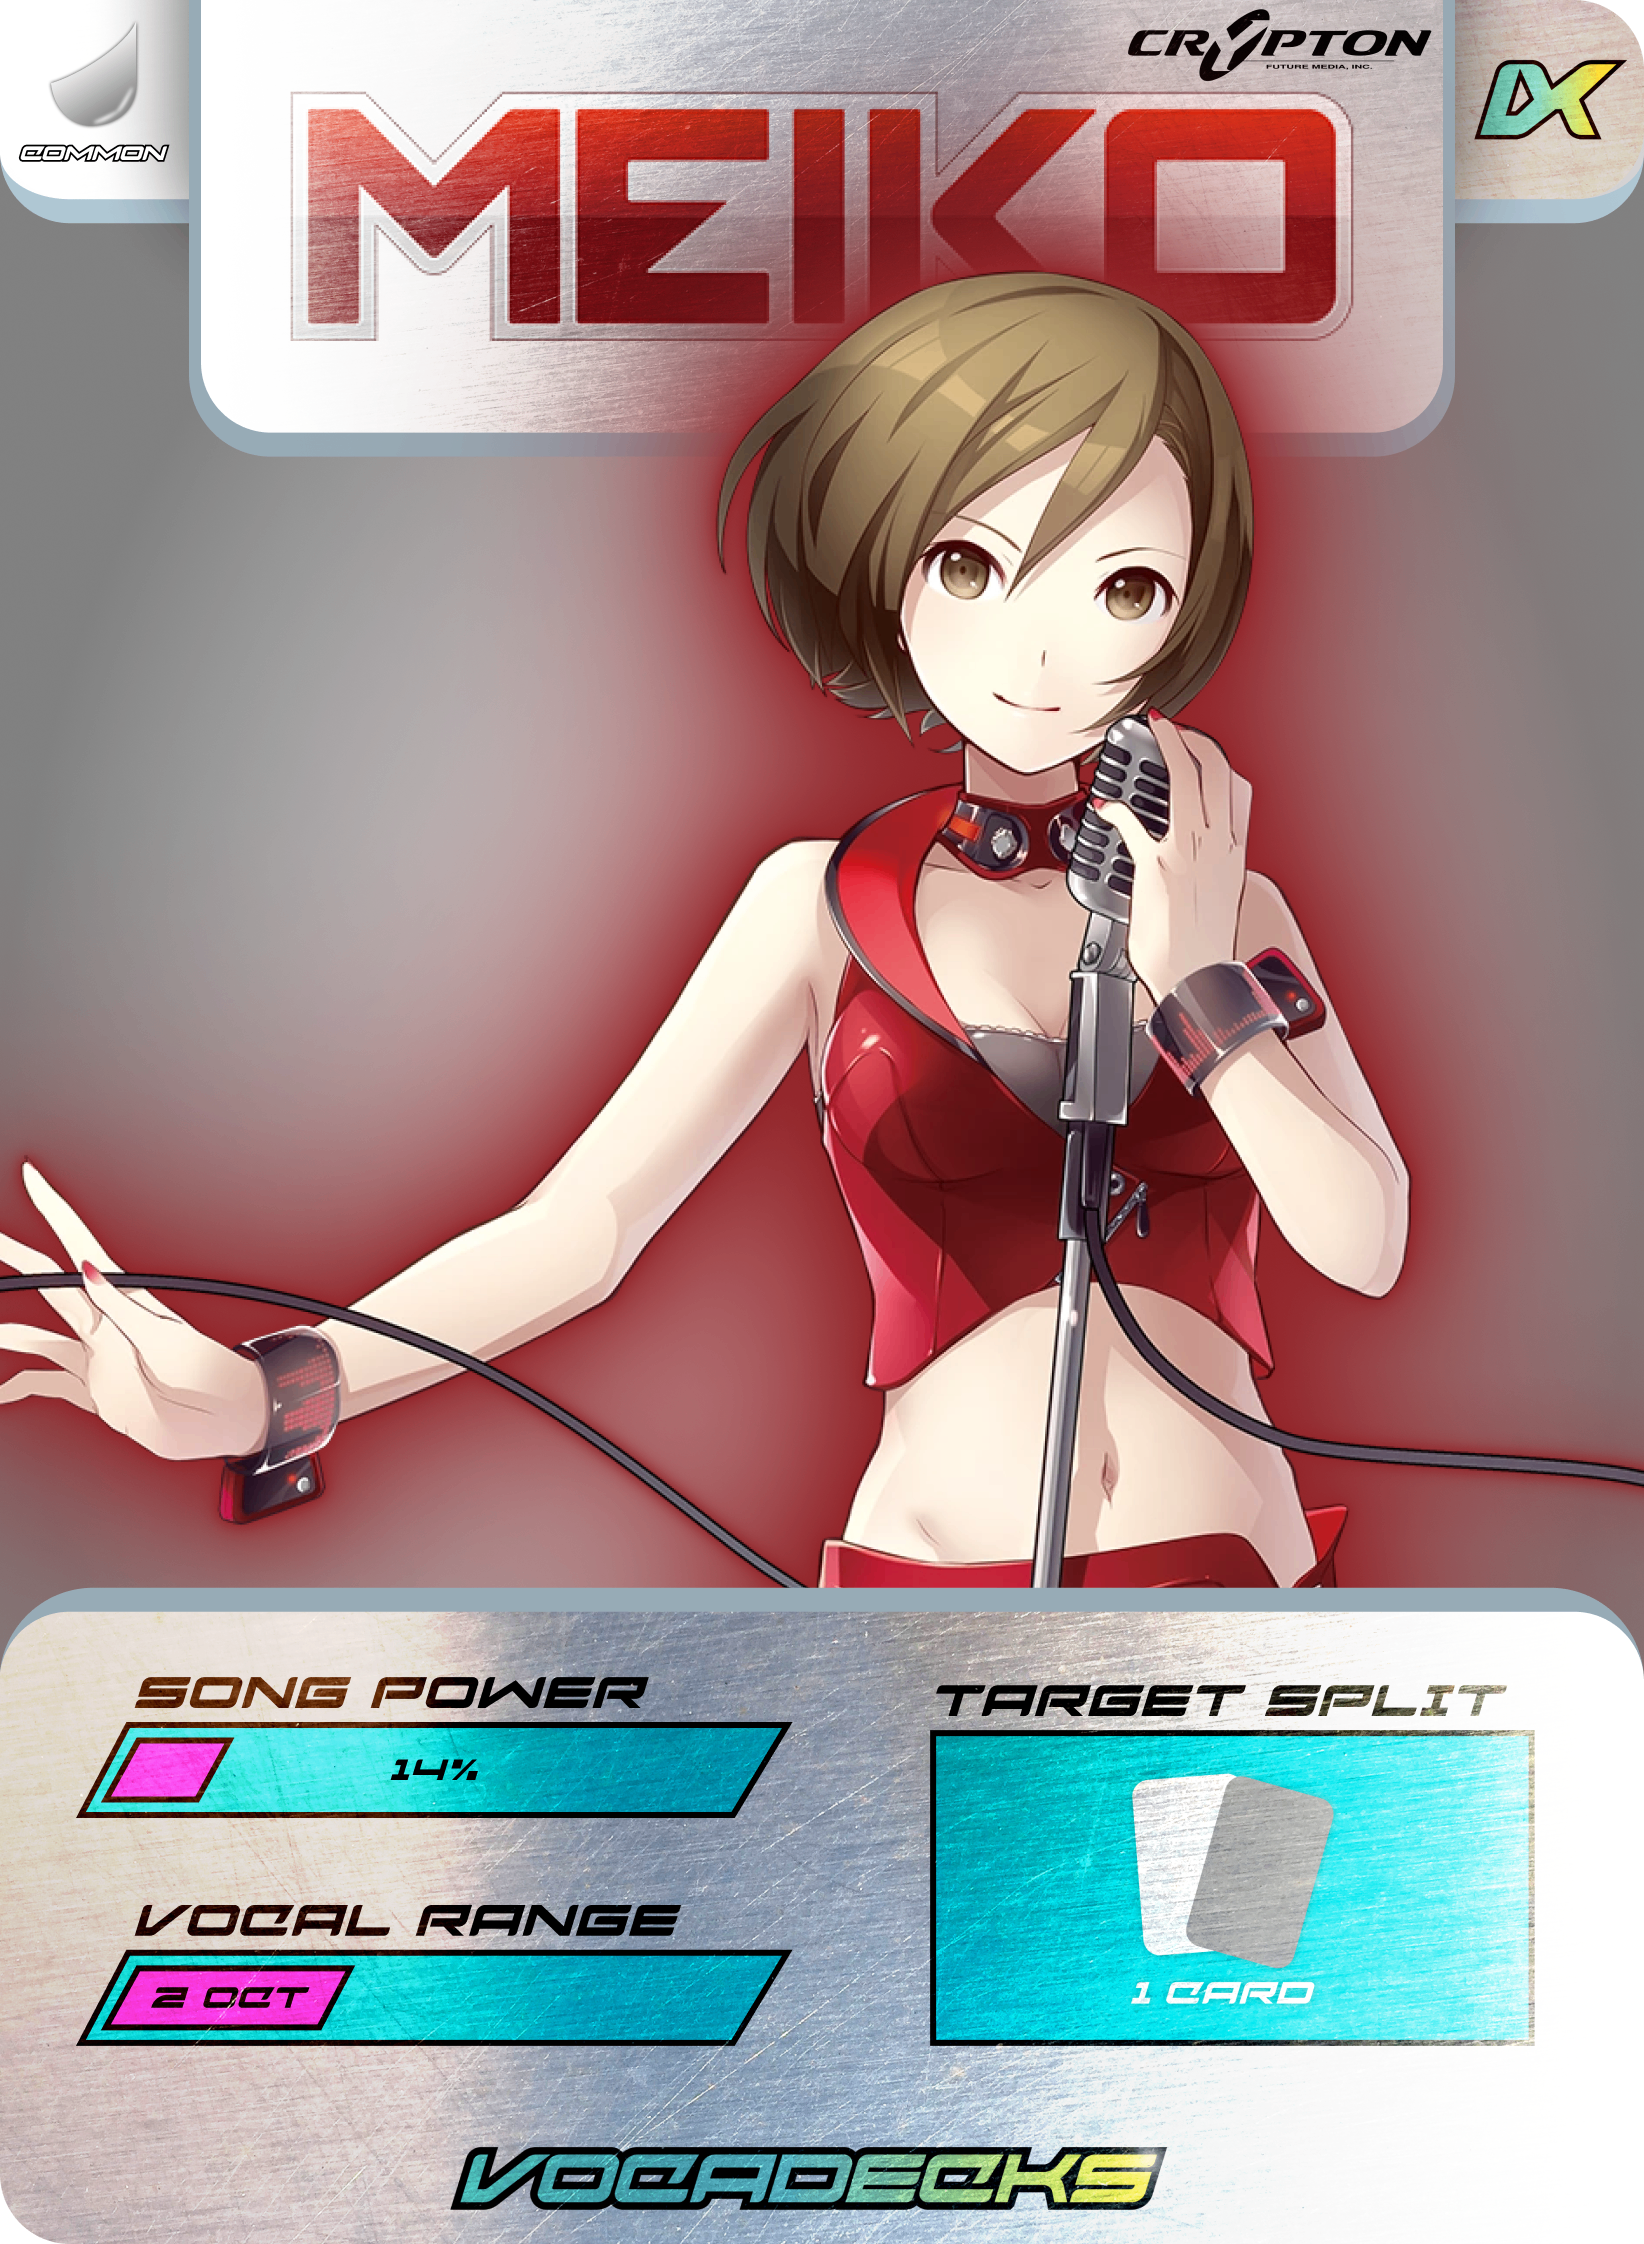 CRYPTON
FUTURE MEDIA, INC.
COMMON
MEIKO
SONG POWER
14%
VOCAL RANGE
2 OCT
TARGET SPLIT
1 CARD
VOCADECKS